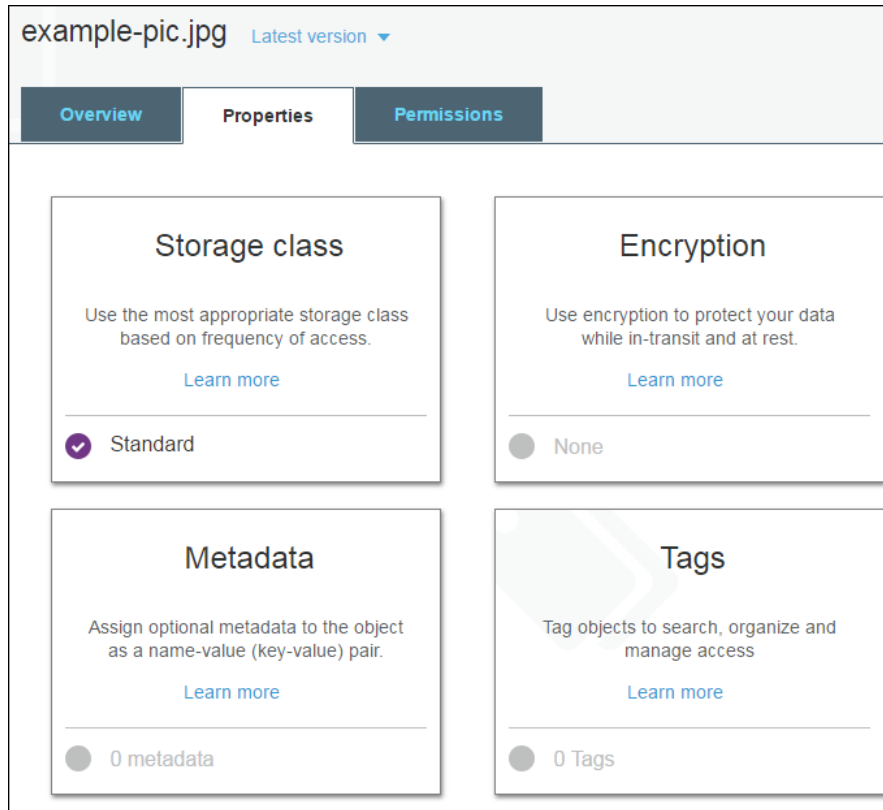 example-pic.jpg Latest version
Overview Properties Permissions
Storage class
Use the most appropriate storage class
based on frequency of access.
Learn more
Standard
Encryption
Use encryption to protect your data
while in-transit and at rest.
Learn more
None
Metadata
Assign optional metadata to the object
as a name-value (key-value) pair.
Learn more
0 metadata
Tags
Tag objects to search, organize and
manage access
Learn more
0 Tags